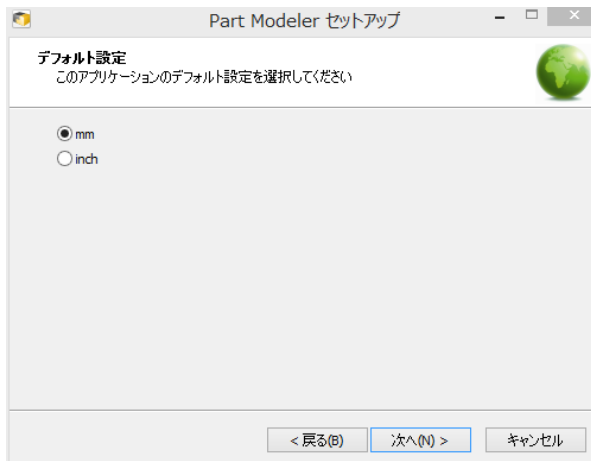 Part Modeler セットアップ
デフォルト設定
このアプリケーションのデフォルト設定を選択してください
mm
inch
< 戻る(B)
次へ(N) >
キャンセル